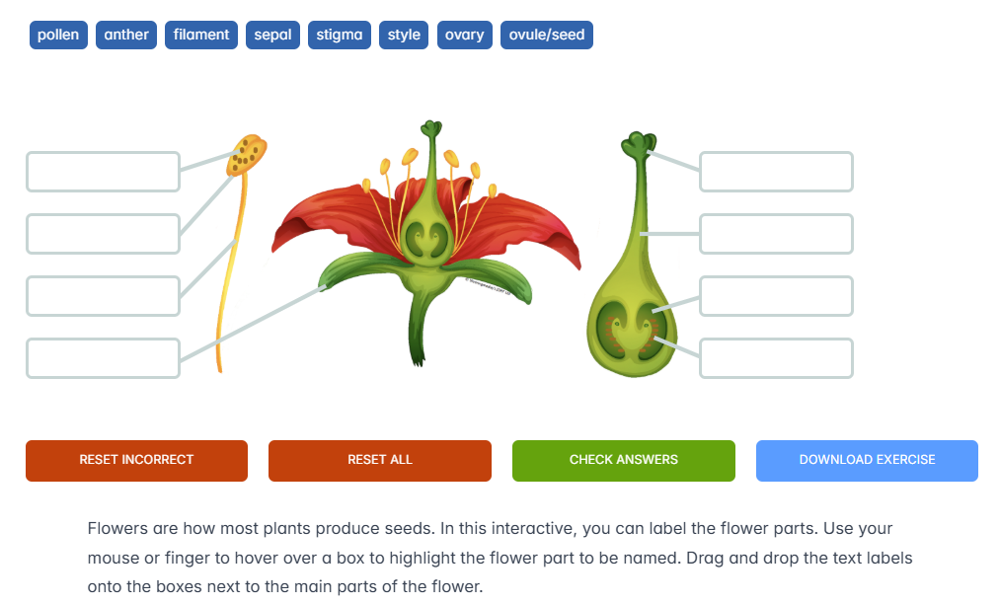 pollen anther filament sepal stigma style ovary ovule/seed
RESET INCORRECT RESET ALL CHECK ANSWERS DOWNLOAD EXERCISE
Flowers are how most plants produce seeds. In this interactive, you can label the flower parts. Use your
mouse or finger to hover over a box to highlight the flower part to be named. Drag and drop the text labels
onto the boxes next to the main parts of the flower.